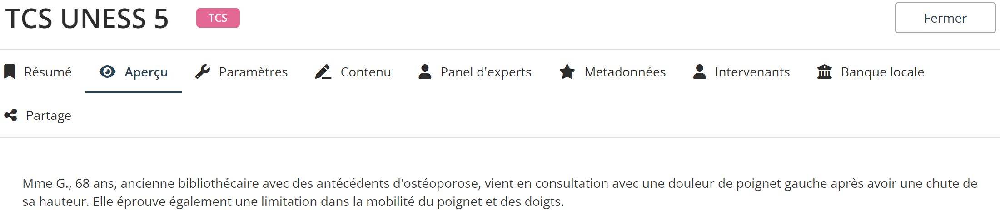 TCS UNESS 5 TCS Fermer
Résumé Aperçu Paramètres Contenu Panel d'experts Metadonnées Intervenants Banque locale
Partage
Mme G., 68 ans, ancienne bibliothécaire avec des antécédents d'ostéoporose, vient en consultation avec une douleur de poignet gauche après avoir une chute de
sa hauteur. Elle éprouve également une limitation dans la mobilité du poignet et des doigts.